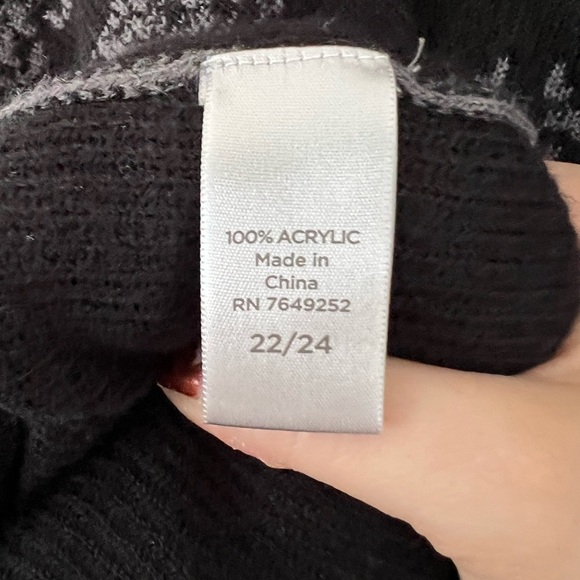 100% ACRYLIC
Made in
China
RN 7649252
22/24